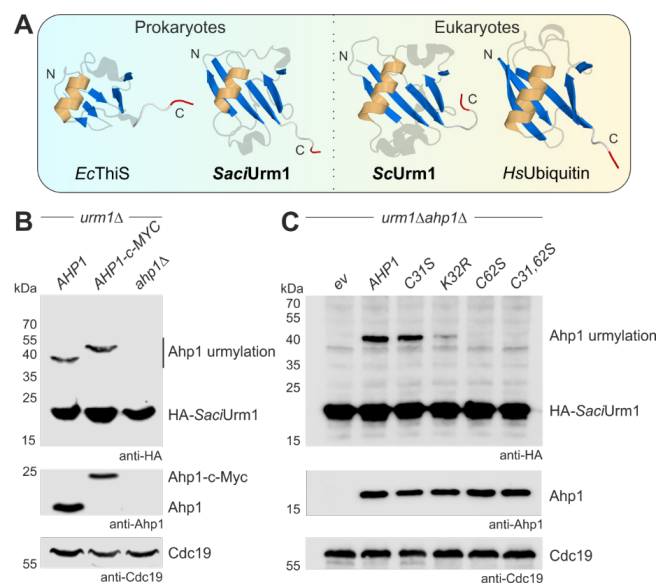 A
Prokaryotes
Eukaryotes
N
C
EcThiS
N
C
SaciUrm1
N
C
ScUrm1
N
C
HsUbiquitin
B
urm1Δ
AHP1
AHP1-c-MYC
ahp1Δ
kDa
70
55
40
35
25
15
Ahp1 urmylation
HA-SaciUrm1
anti-HA
25
Ahp1-c-Myc
Ahp1
anti-Ahp1
55
Cdc19
anti-Cdc19
C
urm1Δahp1Δ
ev
AHP1
C31S
K32R
C62S
C31,62S
kDa
70
55
40
35
25
15
Ahp1 urmylation
HA-SaciUrm1
anti-HA
15
Ahp1
anti-Ahp1
55
Cdc19
anti-Cdc19